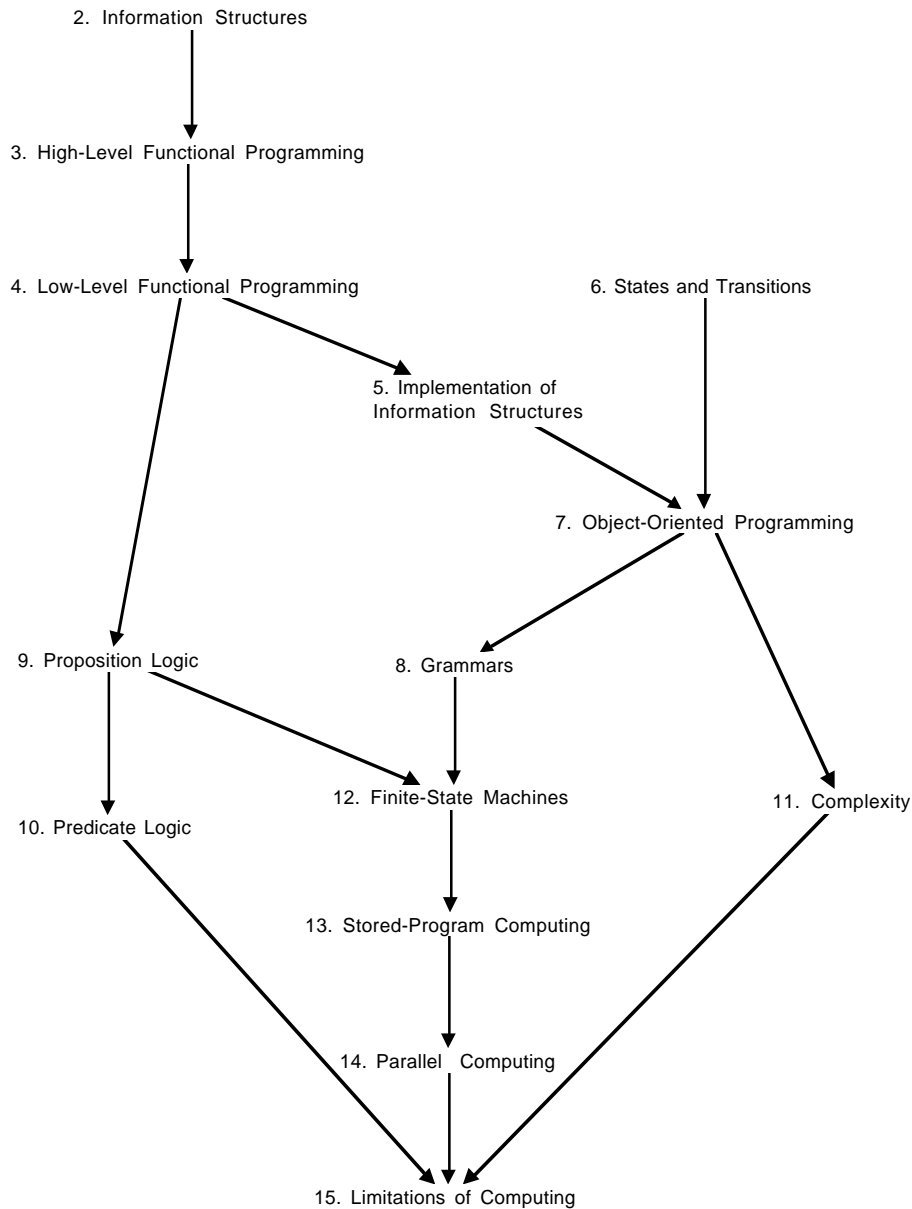 2. Information Structures
3. High-Level Functional Programming
4. Low-Level Functional Programming
6. States and Transitions
5. Implementation of
Information Structures
7. Object-Oriented Programming
9. Proposition Logic
8. Grammars
12. Finite-State Machines
11. Complexity
10. Predicate Logic
13. Stored-Program Computing
14. Parallel Computing
15. Limitations of Computing